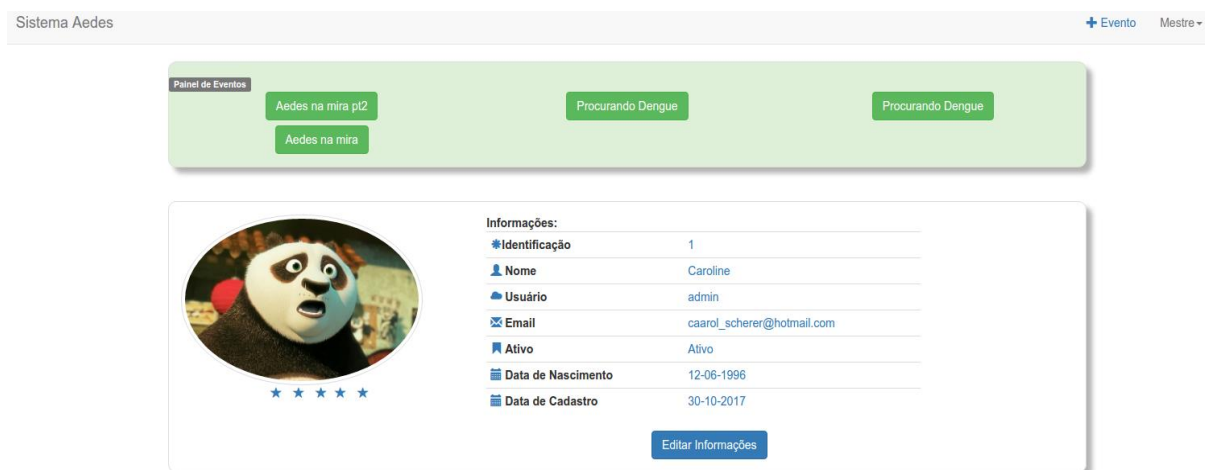 Sistema Aedes
Evento Mestre
Painel de Eventos
Aedes na mira pt2 Procurando Dengue Procurando Dengue
Aedes na mira
Informações:
Identificação 1
Nome Caroline
Usuário admin
Email caarol_scherer@hotmail.com
Ativo Ativo
Data de Nascimento 12-06-1996
Data de Cadastro 30-10-2017
Editar Informações